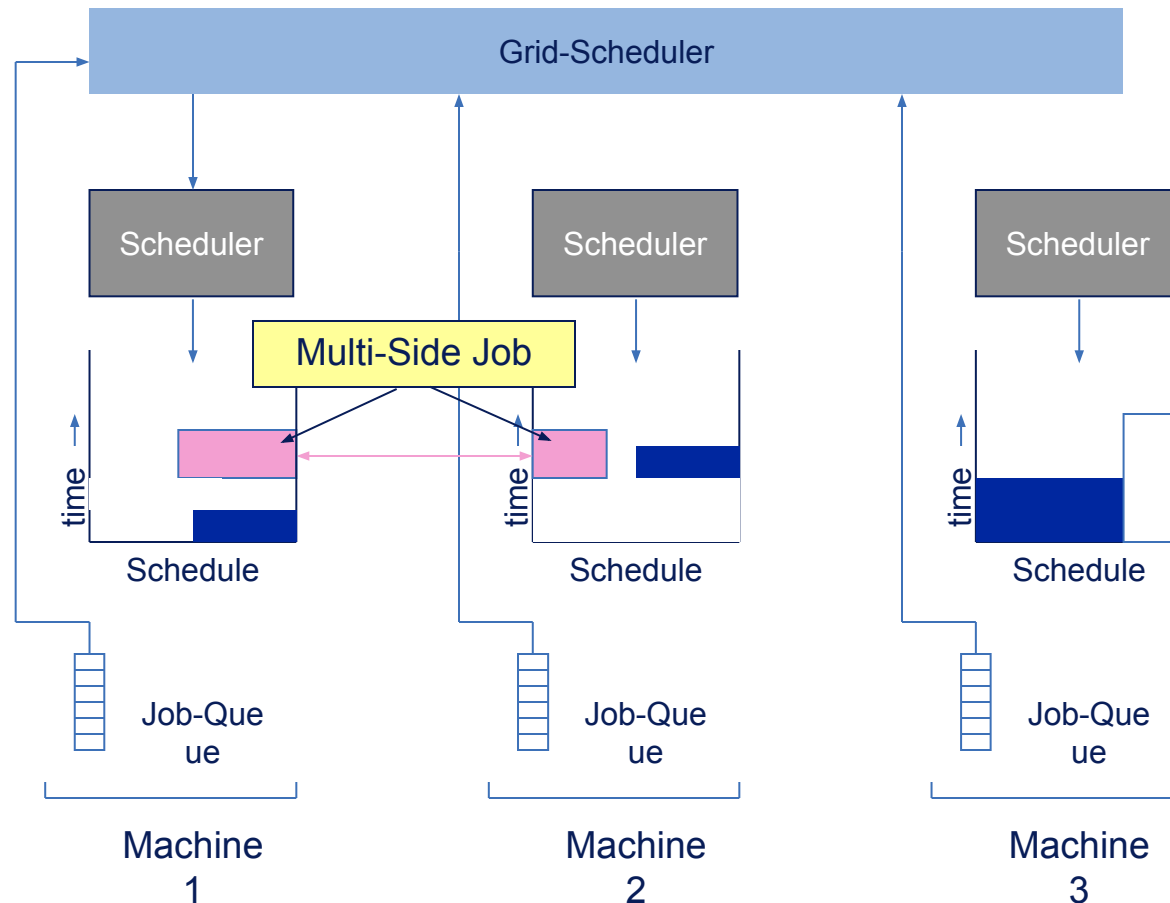 Grid-Scheduler
Scheduler
Scheduler
Scheduler
Multi-Side Job
time
time
time
Schedule
Schedule
Schedule
Job-Que
ue
Job-Que
ue
Job-Que
ue
Machine
1
Machine
2
Machine
3